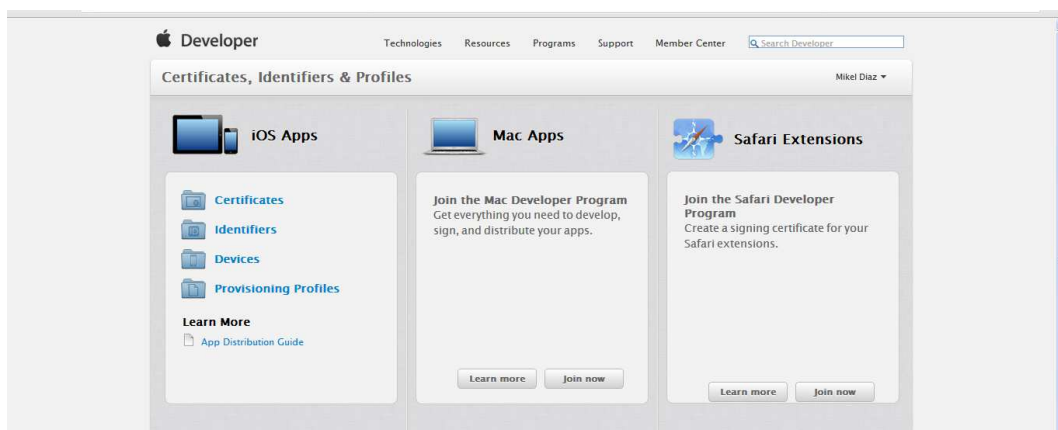 Developer
Technologies Resources Programs Support Member Center Search Developer
Certificates, Identifiers & Profiles
Mikel Diaz
iOS Apps
Certificates
Identifiers
Devices
Provisioning Profiles
Learn More
App Distribution Guide
Mac Apps
Join the Mac Developer Program
Get everything you need to develop,
sign, and distribute your apps.
Learn more Join now
Safari Extensions
Join the Safari Developer
Program
Create a signing certificate for your
Safari extensions.
Learn more Join now